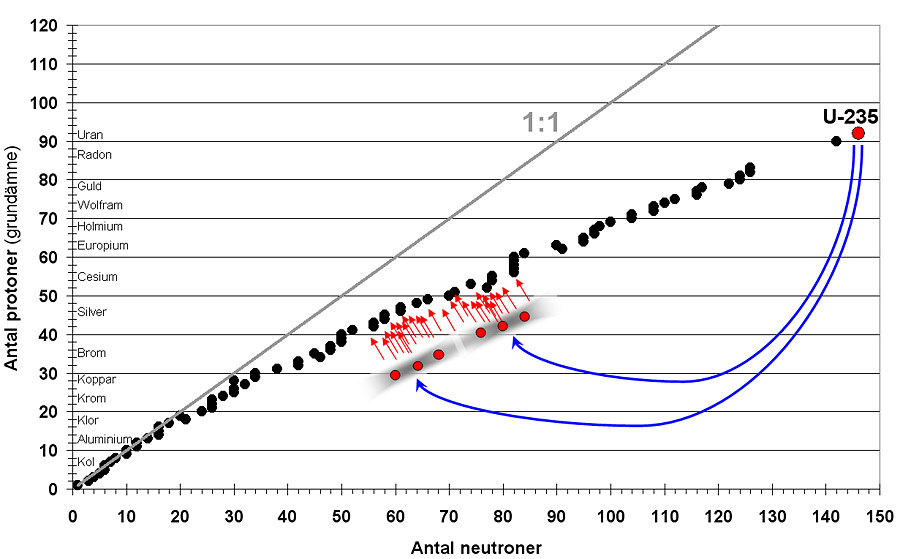 120
110
100
90
80
70
60
50
40
30
20
10
0
Antal protoner (grundämne)
Uran
Radon
Guld
Wolfram
Holmium
Europium
Cesium
Silver
Brom
Koppar
Krom
Klor
Aluminium
Kol
1:1
U-235
0 10 20 30 40 50 60 70 80 90 100 110 120 130 140 150
Antal neutroner